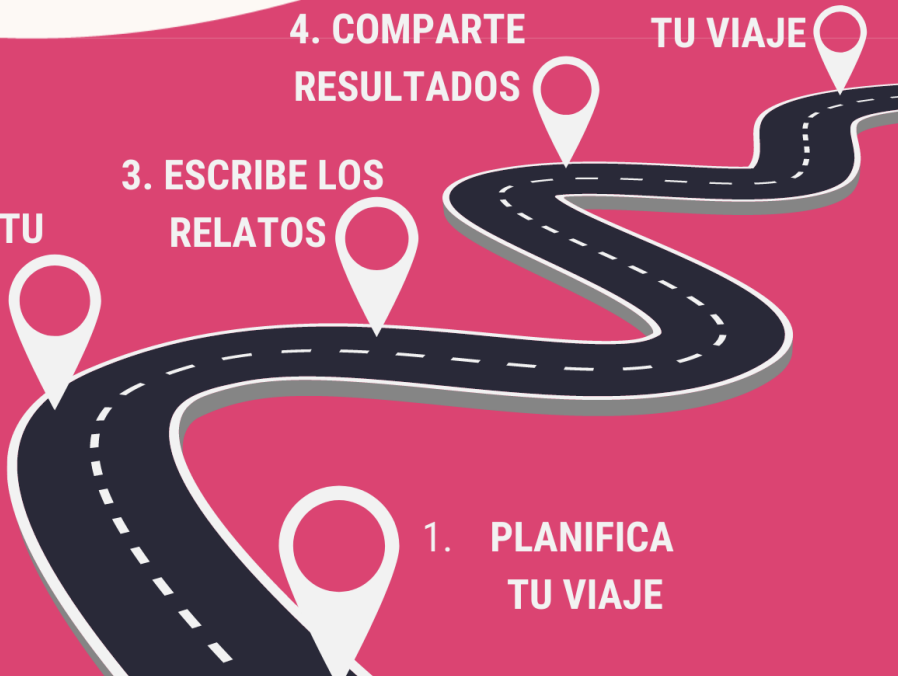 4. COMPARTE
RESULTADOS
TU VIAJE
3. ESCRIBE LOS
RELATOS
TU
1. PLANIFICA
TU VIAJE